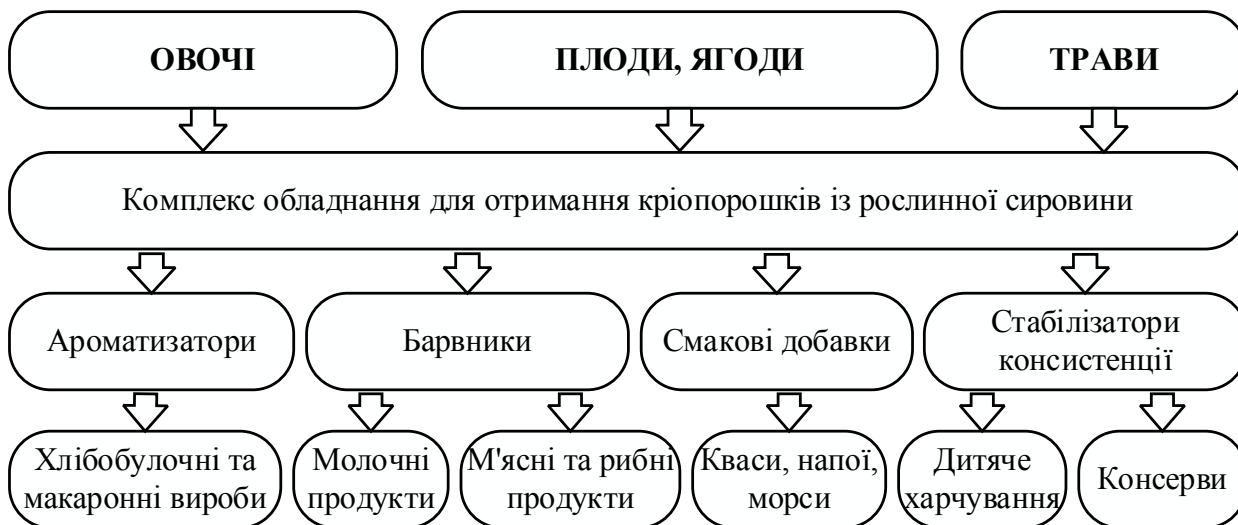 ОВОЧІ
ПЛОДИ, ЯГОДИ
ТРАВИ
Комплекс обладнання для отримання кріопорошків із рослинної сировини
Ароматизатори
Барвники
Смакові добавки
Стабілізатори
консистенції
Хлібобулочні та
макаронні вироби
Молочні
продукти
М'ясні та рибні
продукти
Кваси, напої,
морси
Дитяче
харчування
Консерви